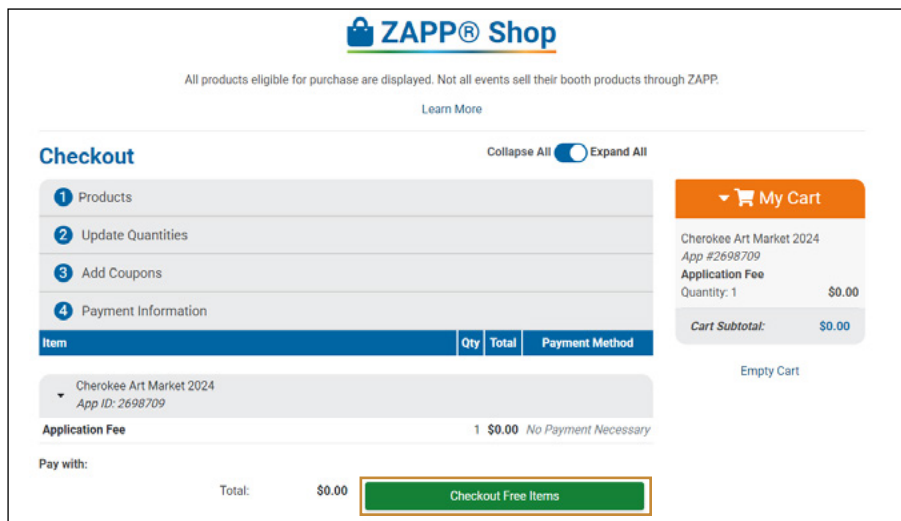 ZAPP® Shop
All products eligible for purchase are displayed. Not all events sell their booth products through ZAPP.
Learn More
Checkout
Collapse All Expand All
1 Products
2 Update Quantities
3 Add Coupons
4 Payment Information
Item Qty Total Payment Method
Cherokee Art Market 2024
App ID: 2698709
Application Fee 1 $0.00 No Payment Necessary
Pay with:
Total: $0.00 Checkout Free Items
My Cart
Cherokee Art Market 2024
App #2698709
Application Fee
Quantity: 1 $0.00
Cart Subtotal: $0.00
Empty Cart